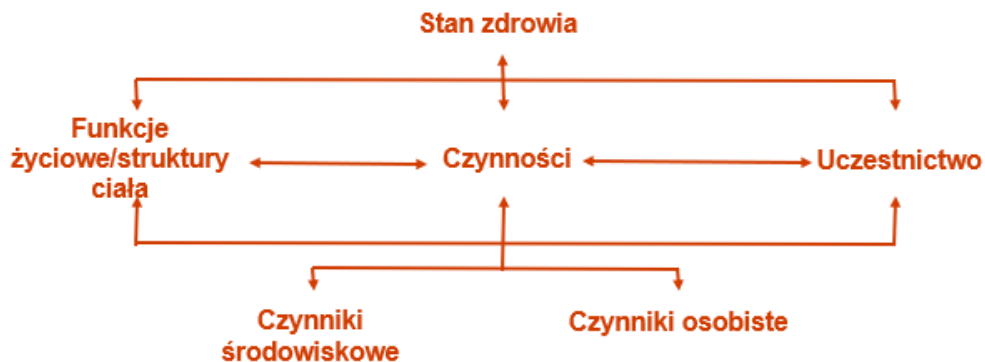 Stan zdrowia
Funkcje
życiowe/struktury
ciała
Czynności
Uczestnictwo
Czynniki
środowiskowe
Czynniki osobiste